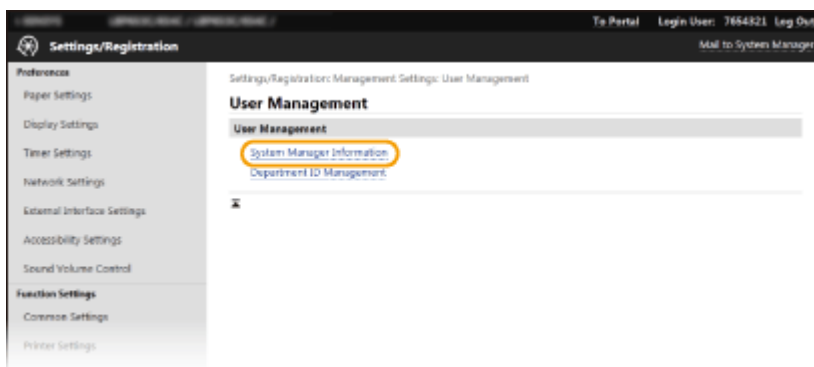 To Portal Login User: 7654321 Log Out
Settings/Registration
Mail to System Manager
Preferences
Paper Settings
Display Settings
Timer Settings
Network Settings
External Interface Settings
Accessibility Settings
Sound Volume Control
Function Settings
Common Settings
Printer Settings
Settings/Registration: Management Settings: User Management
User Management
User Management
System Manager Information
Department ID Management